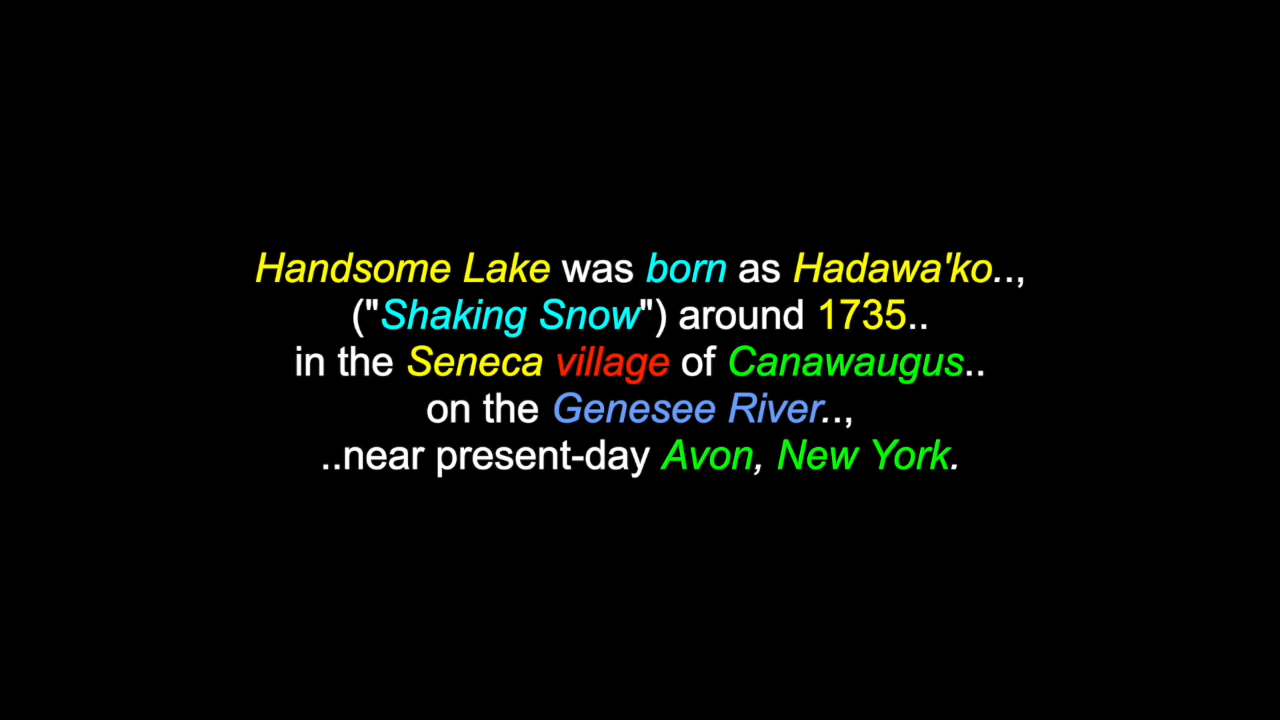 Handsome Lake was born as Hadawa'ko..,
("Shaking Snow") around 1735..
in the Seneca village of Canawaugus..
on the Genesee River..,
..near present-day Avon, New York.